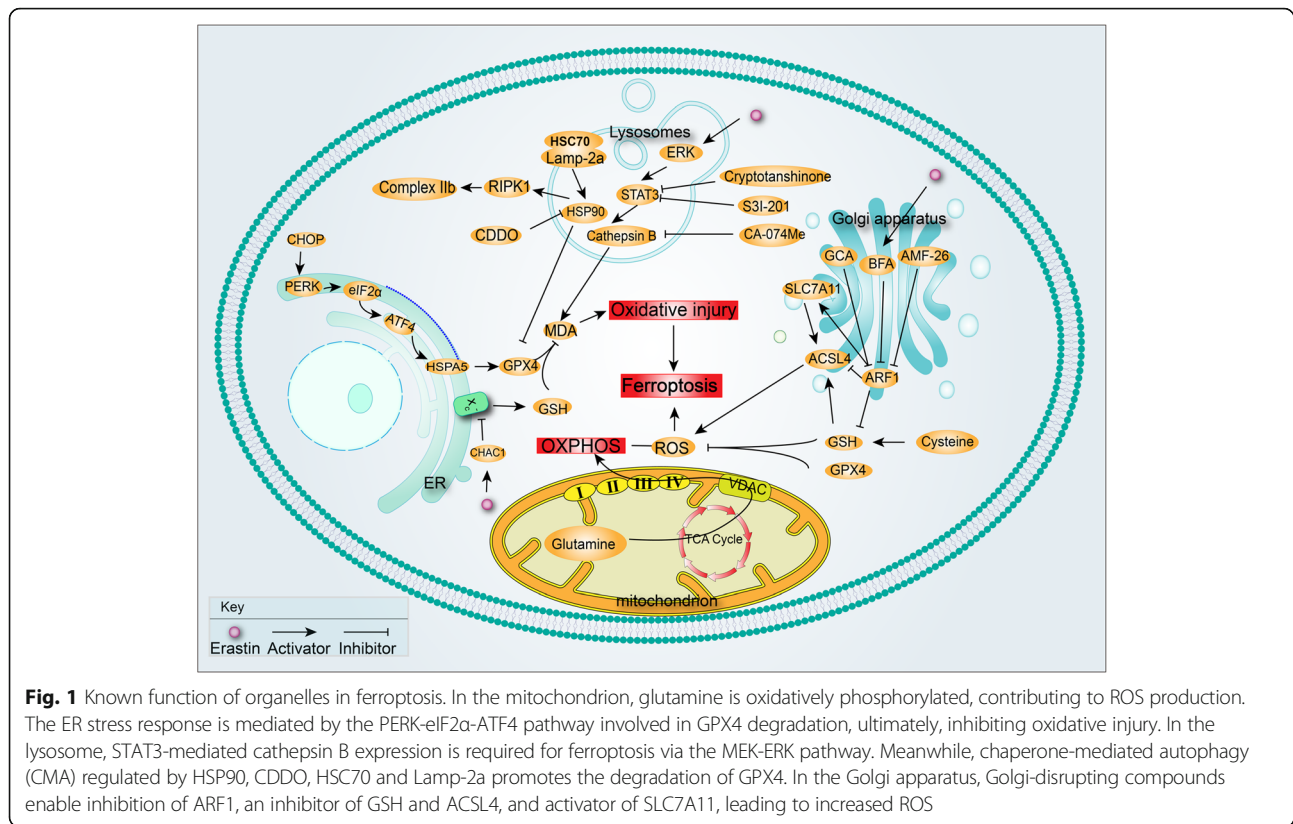 Lysosomes
HSC70
Lamp-2a
ERK
Complex IIb
RIPK1
STAT3
Cryptotanshinone
HSP90
S3I-201
CDDO
Cathepsin B
CA-074Me
Golgi apparatus
GCA
BFA
AMF-26
SLC7A11
ACSL4
ARF1
CHOP
PERK
eIF2α
ATF4
HSPA5
GPX4
MDA
Oxidative injury
Ferroptosis
GSH
CHAC1
ER
OXPHOS
ROS
GSH
Cysteine
GPX4
I II III IV
VDAC
Glutamine
TCA Cycle
mitochondrion
Key
Erastin Activator Inhibitor
Fig. 1 Known function of organelles in ferroptosis. In the mitochondrion, glutamine is oxidatively phosphorylated, contributing to ROS production.
The ER stress response is mediated by the PERK-eIF2α-ATF4 pathway involved in GPX4 degradation, ultimately, inhibiting oxidative injury. In the
lysosome, STAT3-mediated cathepsin B expression is required for ferroptosis via the MEK-ERK pathway. Meanwhile, chaperone-mediated autophagy
(CMA) regulated by HSP90, CDDO, HSC70 and Lamp-2a promotes the degradation of GPX4. In the Golgi apparatus, Golgi-disrupting compounds
enable inhibition of ARF1, an inhibitor of GSH and ACSL4, and activator of SLC7A11, leading to increased ROS